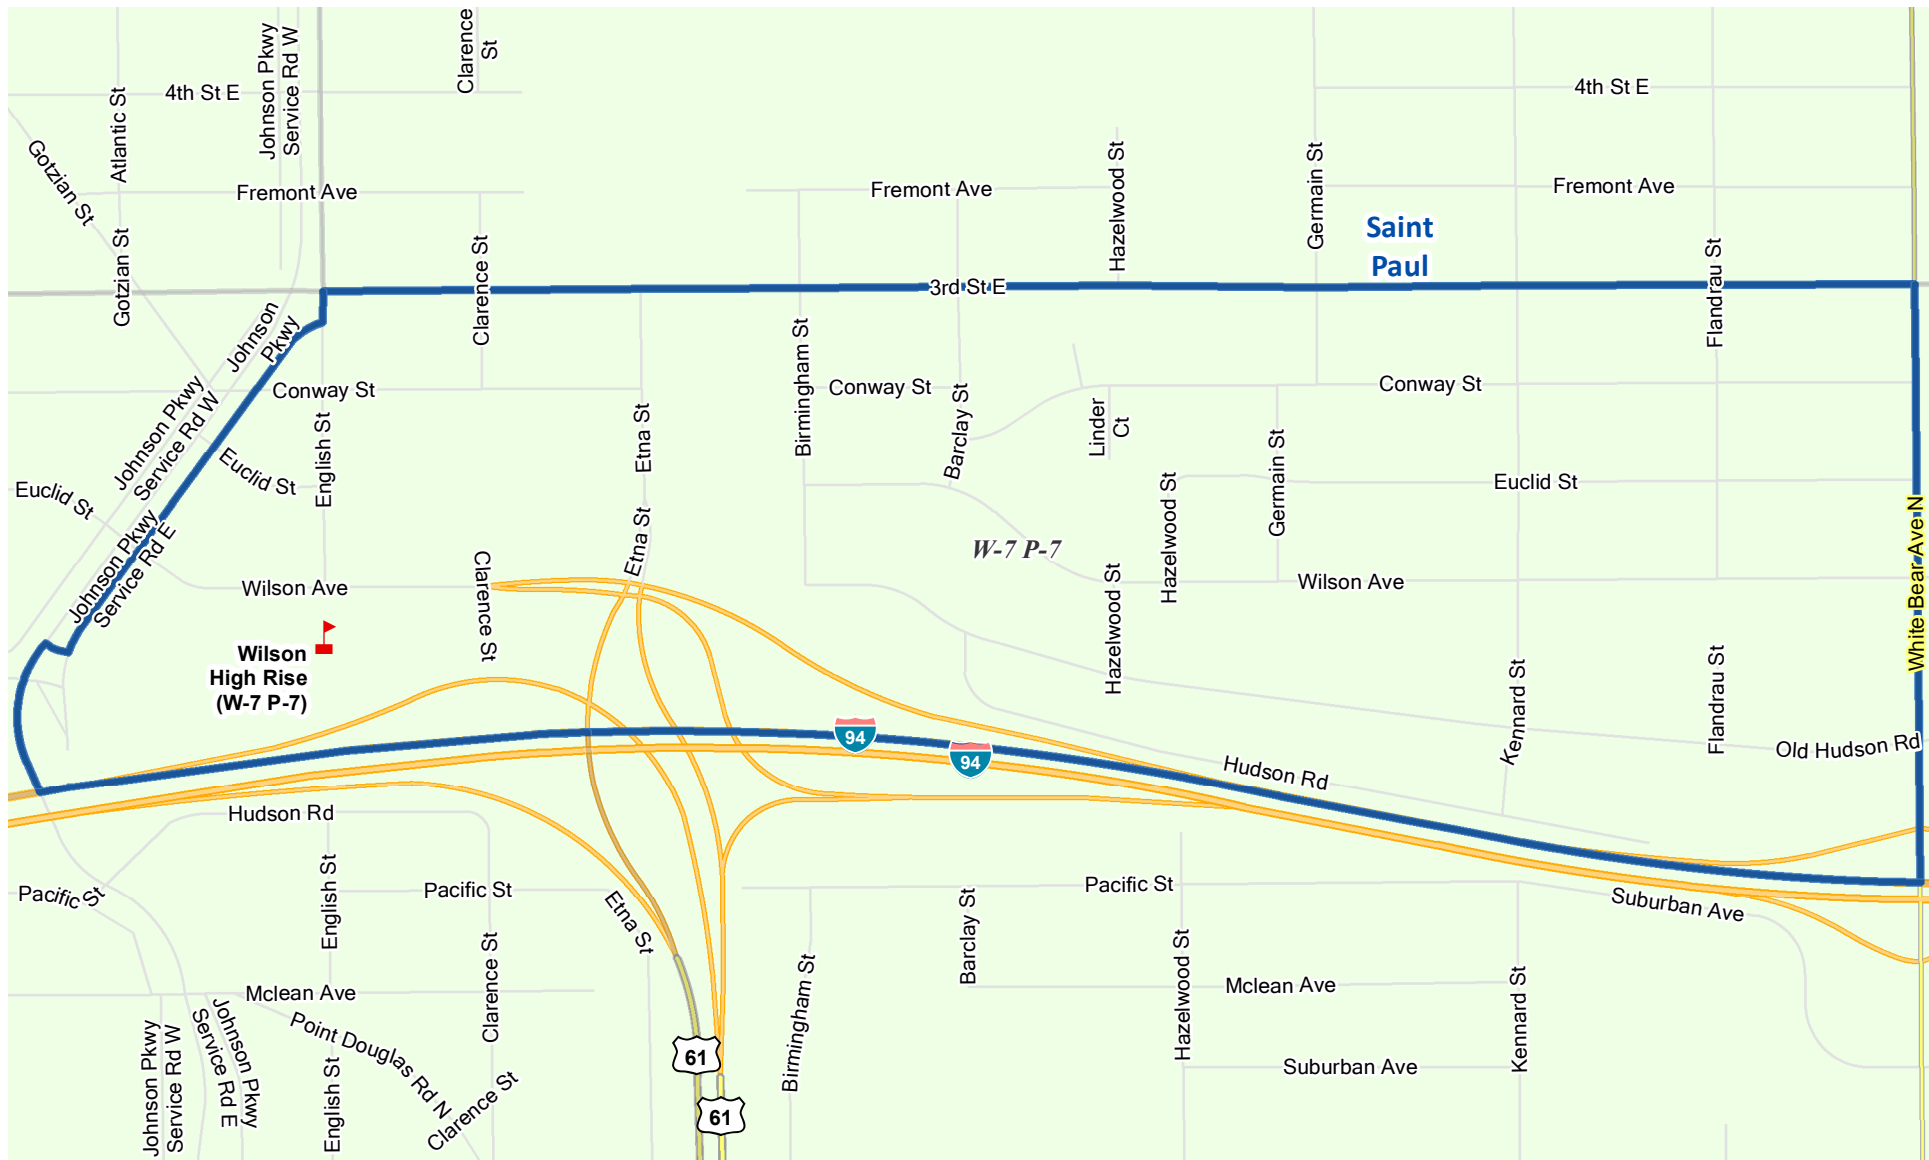 Clarence
St
Johnson Pkwy
Service Rd W
4th St E
4th St E
Atlantic St
Gotzian St
Fremont Ave
Fremont Ave
Hazelwood St
Germain St
Fremont Ave
Saint
Paul
Gotzian St
Clarence St
Flandrau St
3rd St E
Johnson
Pkwy
Birmingham St
Conway St
Conway St
Conway St
Johnson Pkwy
Service Rd W
English St
Etna St
Barclay St
Linder
Ct
Germain St
Euclid St
Euclid St
Euclid St
Hazelwood St
White Bear Ave N
Johnson Pkwy
Service Rd E
Etna St
W-7 P-7
Clarence St
Wilson Ave
Hazelwood St
Wilson Ave
Wilson
High Rise
(W-7 P-7)
Kennard St
Flandrau St
Old Hudson Rd
94
94
Hudson Rd
Hudson Rd
Pacific St
English St
Pacific St
Etna St
Barclay St
Pacific St
Suburban Ave
Clarence St
Birmingham St
Hazelwood St
Kennard St
Mclean Ave
Mclean Ave
Johnson Pkwy
Service Rd W
Johnson Pkwy
Service Rd E
Point Douglas Rd N
English St
Clarence St
61
61
Suburban Ave